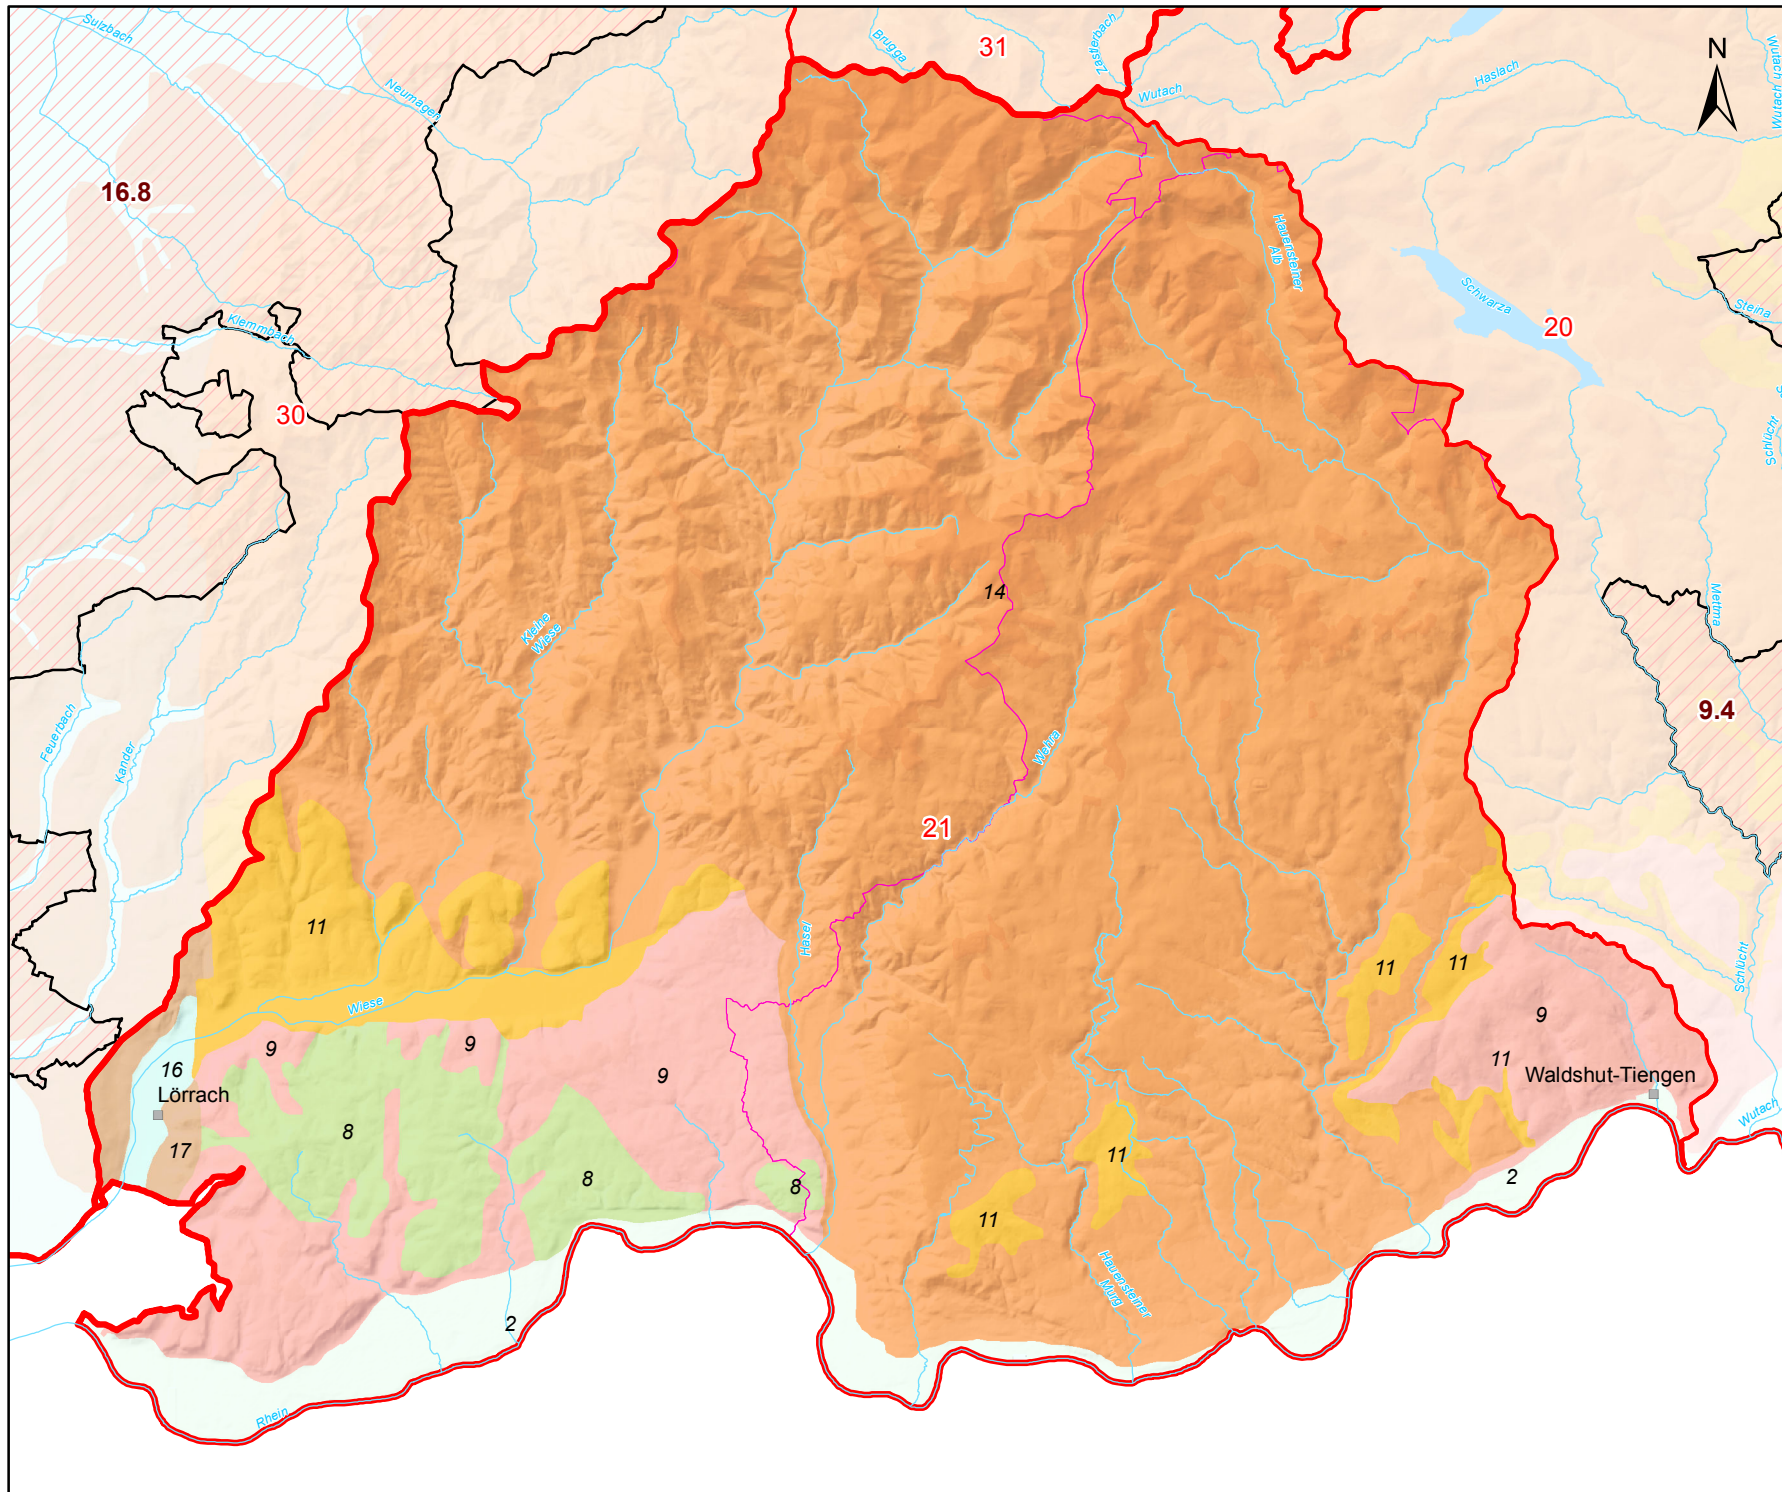 Sulzbach
Brugga
31
Zastlerbach
N
Neumagen
Wutach
Haslach
Wutach
16.8
Hauensteiner
Alb
Schwarza
Steina
Klemmbach
20
30
Schlücht
14
Mettma
Kleine
Wiese
Feuerbach
Kander
Wehra
9.4
21
11
Hasel
11
11
Schlücht
Wiese
9
9
9
9
11
16
Lörrach
Waldshut-Tiengen
Wutach
8
17
11
8
8
2
11
Hauensteiner
Murg
2
Rhein